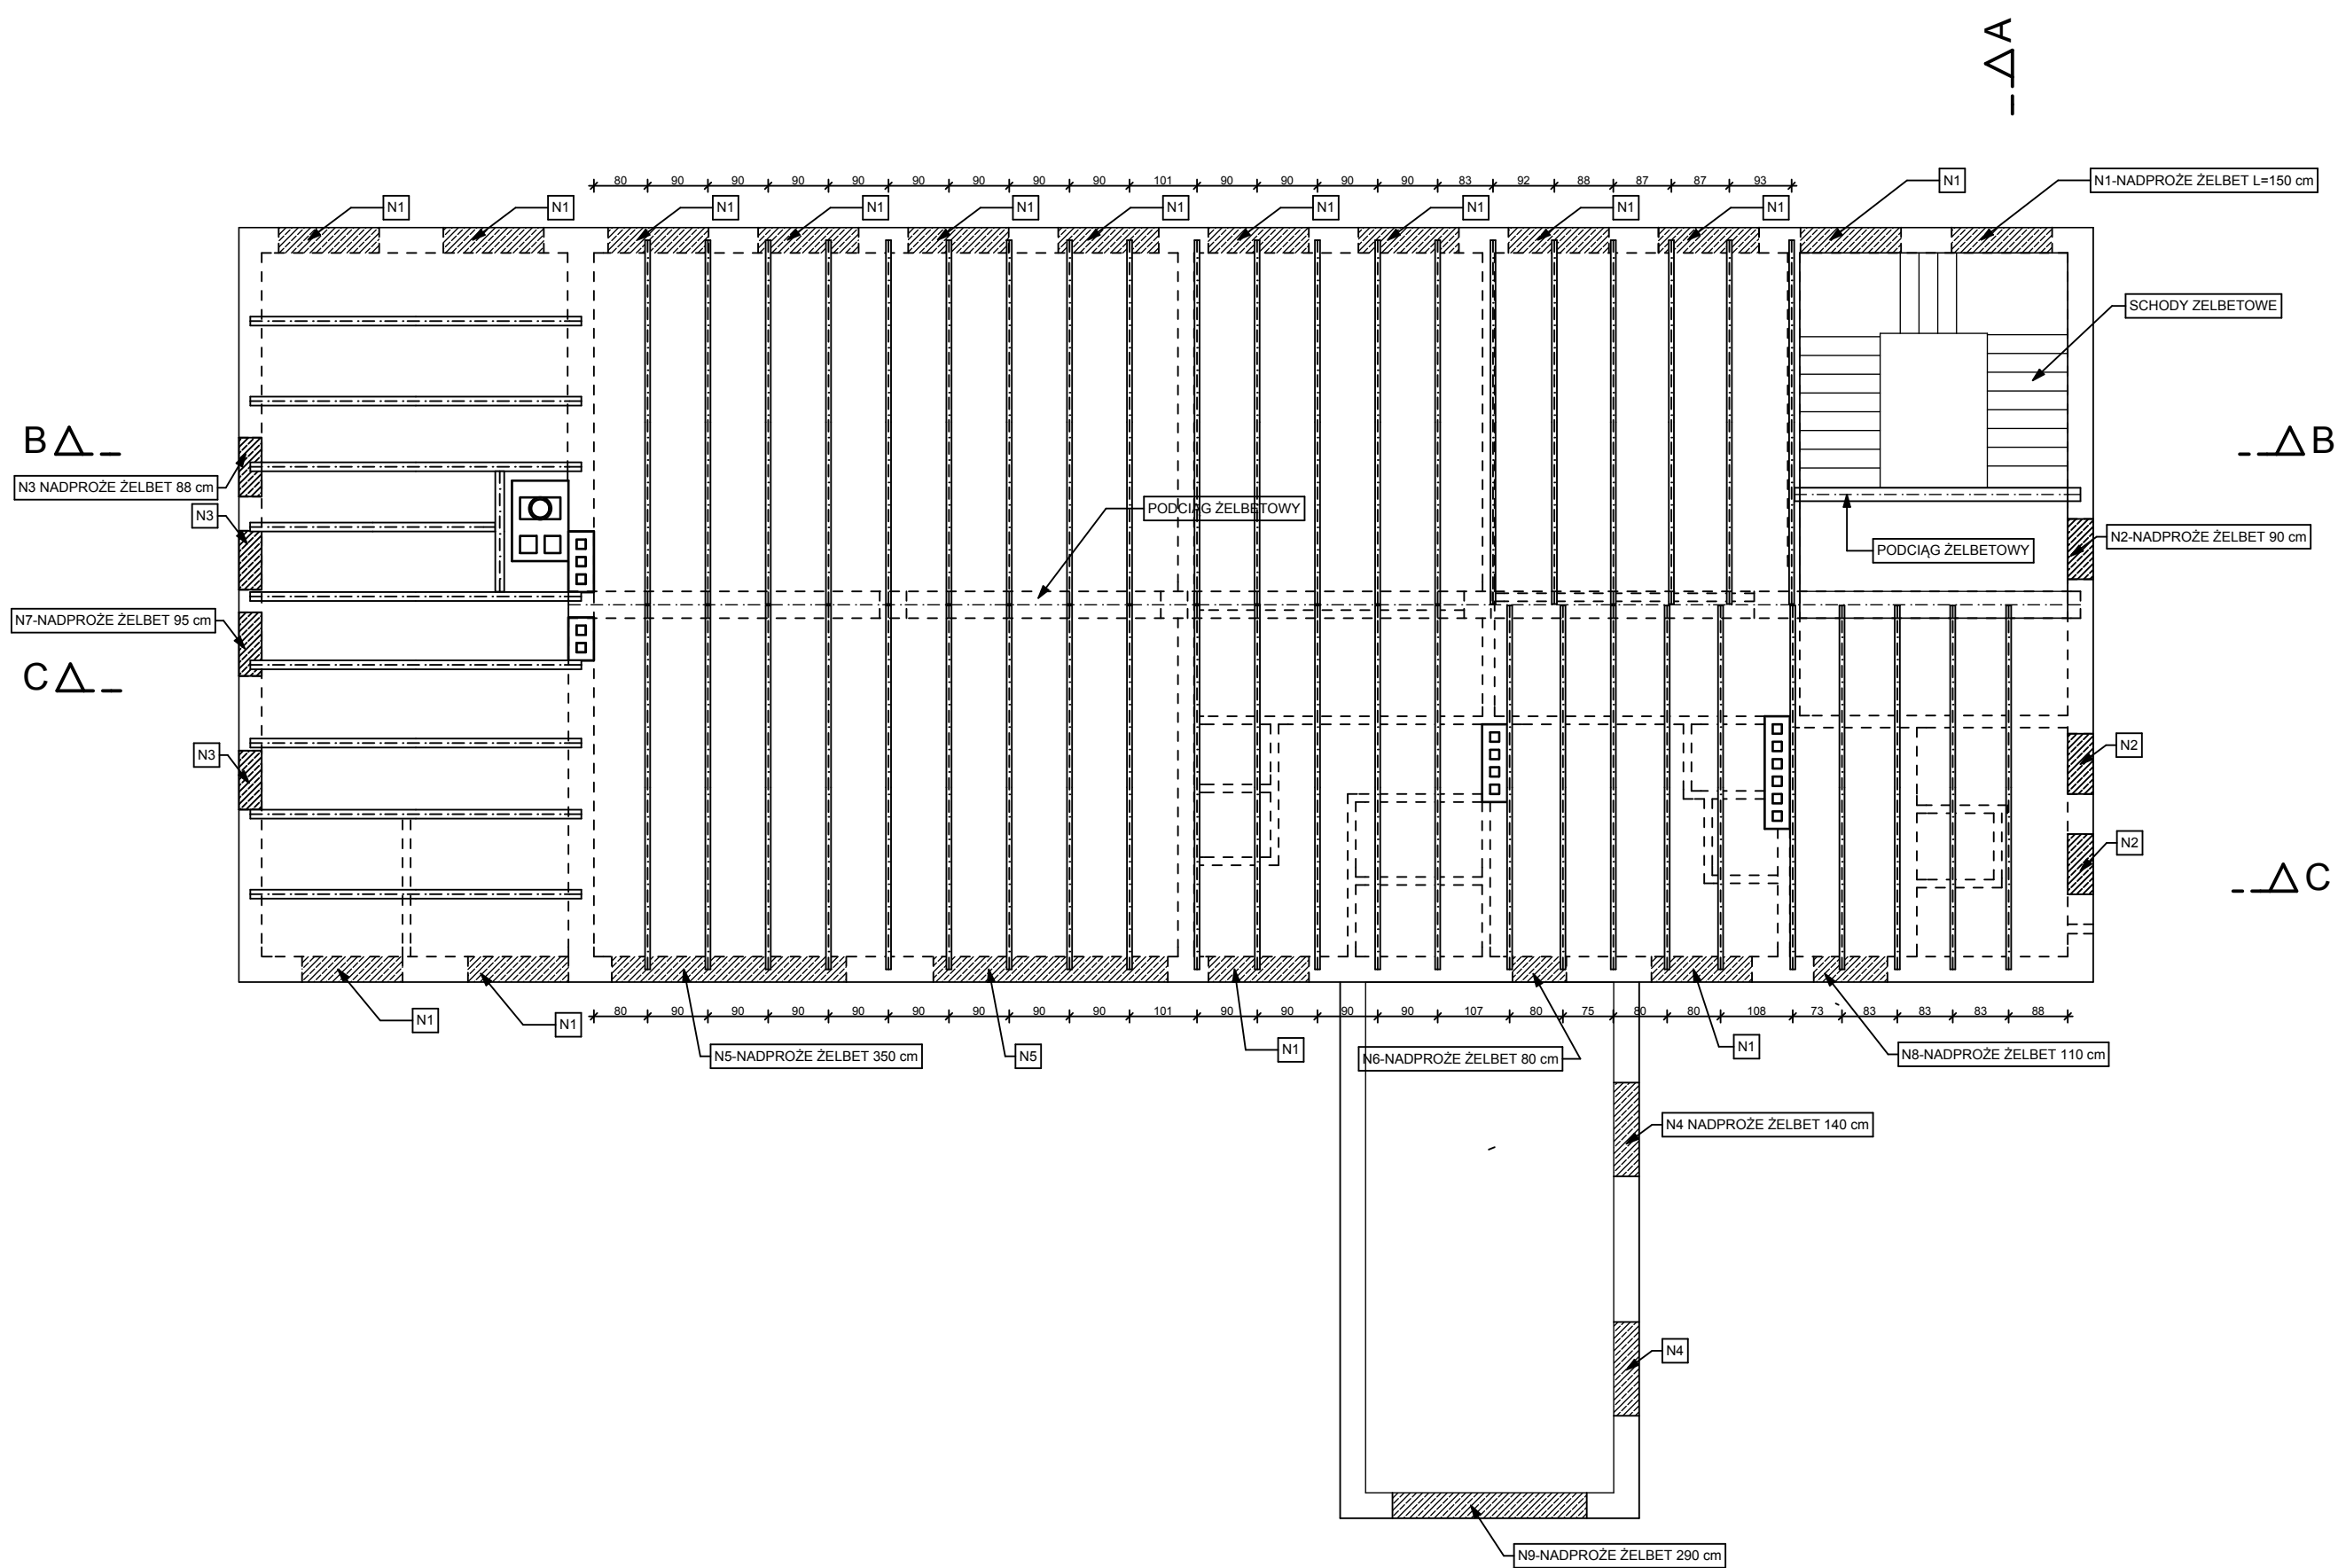 A
80 90 90 90 90 90 90 90 90 101 90 90 90 90 83 92 88 87 87 93
N1
N1-NADPROŻE ŻELBET L=150 cm
N1
N1
N1
N1
N1
N1
N1
N1
N1
N1
SCHODY ZELBETOWE
B
B
N3 NADPROŻE ŻELBET 88 cm
PODCIĄG ŻELBETOWY
N3
N2-NADPROŻE ŻELBET 90 cm
PODCIĄG ŻELBETOWY
N7-NADPROŻE ŻELBET 95 cm
C
N3
N2
N2
C
80 90 90 90 90 90 90 90 90 101 90 90 90 90 107 80 75 80 80 108 73 83 83 83 88
N1
N1
N1
N1
N5-NADPROŻE ŻELBET 350 cm
N5
N6-NADPROŻE ŻELBET 80 cm
N8-NADPROŻE ŻELBET 110 cm
N4 NADPROŻE ŻELBET 140 cm
N4
N9-NADPROŻE ŻELBET 290 cm